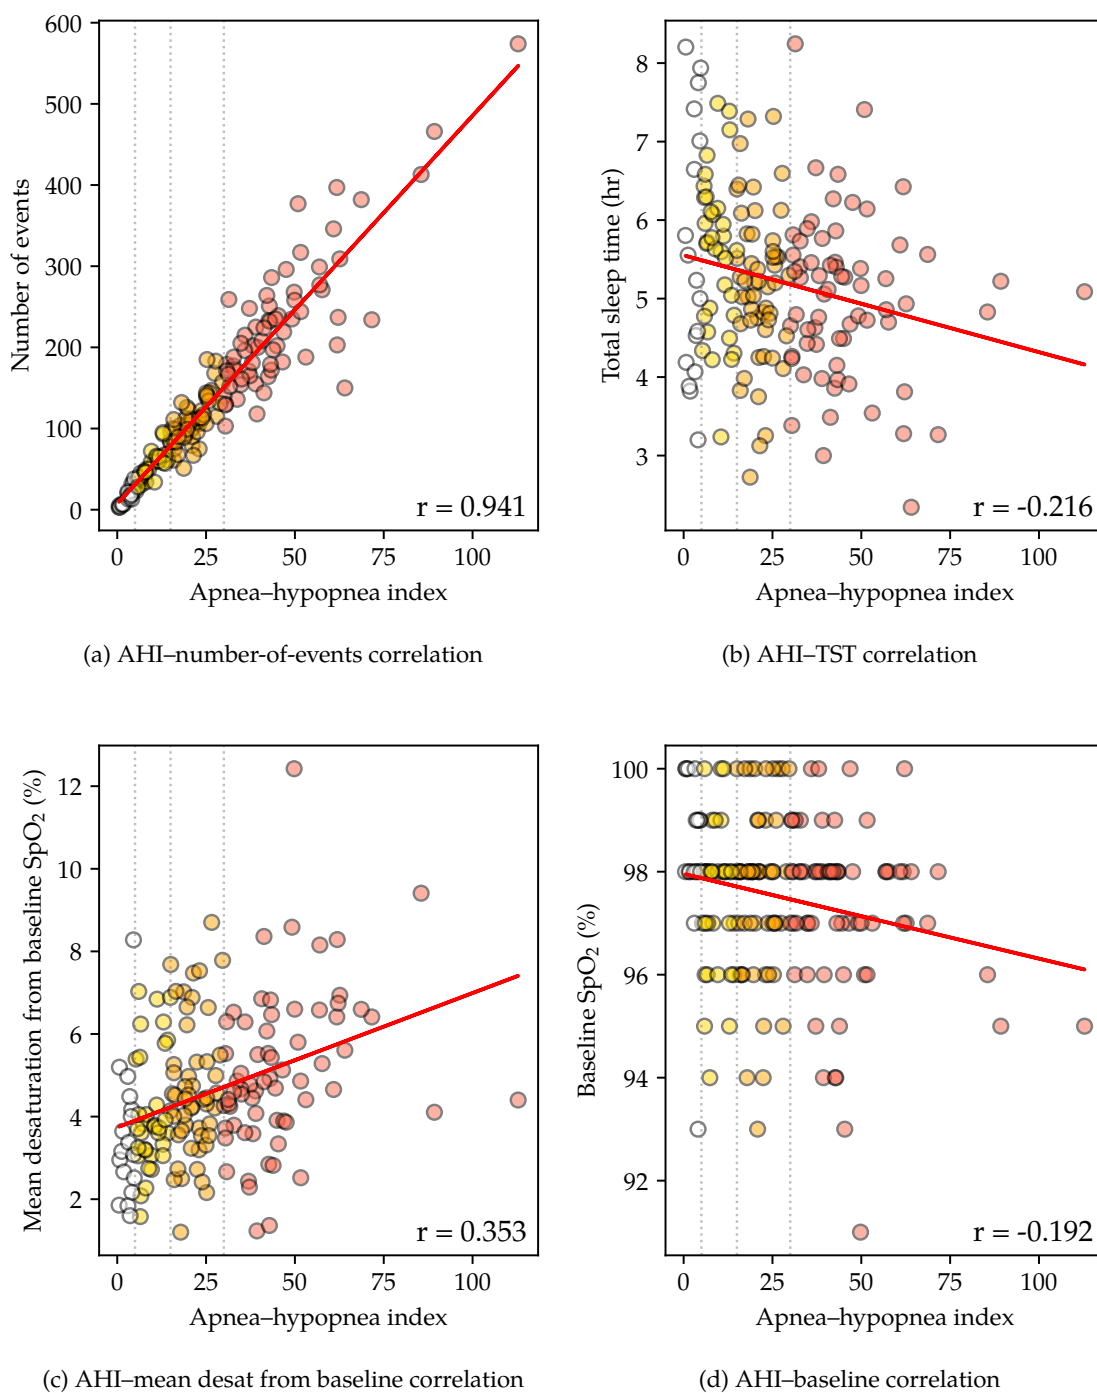 600
500
400
300
200
100
0
Number of events
r = 0.941
0 25 50 75 100
Apnea–hypopnea index
(a) AHI–number-of-events correlation
8
7
6
5
4
3
Total sleep time (hr)
r = -0.216
0 25 50 75 100
Apnea–hypopnea index
(b) AHI–TST correlation
12
10
8
6
4
2
Mean desaturation from baseline SpO₂ (%)
r = 0.353
0 25 50 75 100
Apnea–hypopnea index
(c) AHI–mean desat from baseline correlation
100
98
96
94
92
Baseline SpO₂ (%)
r = -0.192
0 25 50 75 100
Apnea–hypopnea index
(d) AHI–baseline correlation